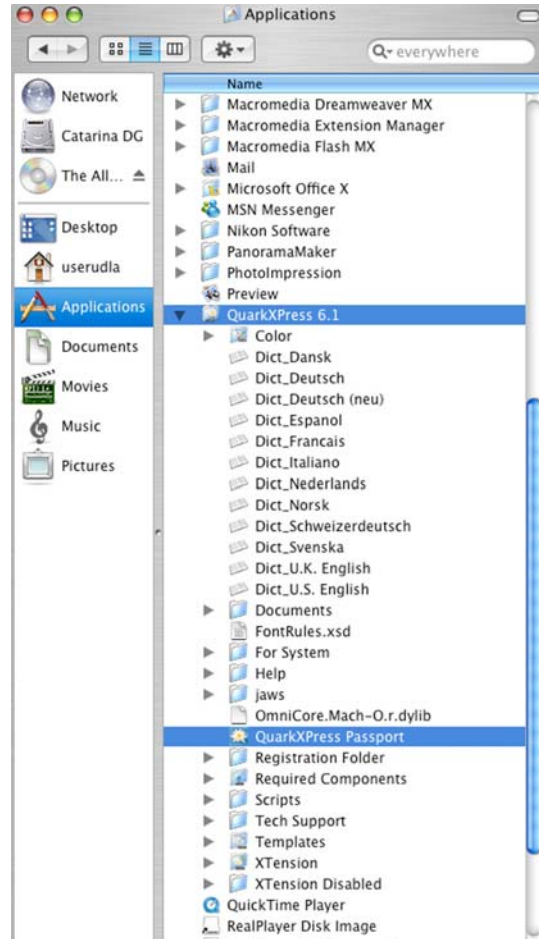 Applications
everywhere
Network
Catarina DG
The All...
Desktop
userudla
Applications
Documents
Movies
Music
Pictures
Name
Macromedia Dreamweaver MX
Macromedia Extension Manager
Macromedia Flash MX
Mail
Microsoft Office X
MSN Messenger
Nikon Software
PanoramaMaker
PhotoImpression
Preview
QuarkXPress 6.1
Color
Dict_Dansk
Dict_Deutsch
Dict_Deutsch (neu)
Dict_Espanol
Dict_Francais
Dict_Italiano
Dict_Nederlands
Dict_Norsk
Dict_Schweizerdeutsch
Dict_Svenska
Dict_U.K. English
Dict_U.S. English
Documents
FontRules.xsd
For System
Help
jaws
OmniCore.Mach-O.r.dylib
QuarkXPress Passport
Registration Folder
Required Components
Scripts
Tech Support
Templates
XTension
XTension Disabled
QuickTime Player
RealPlayer Disk Image